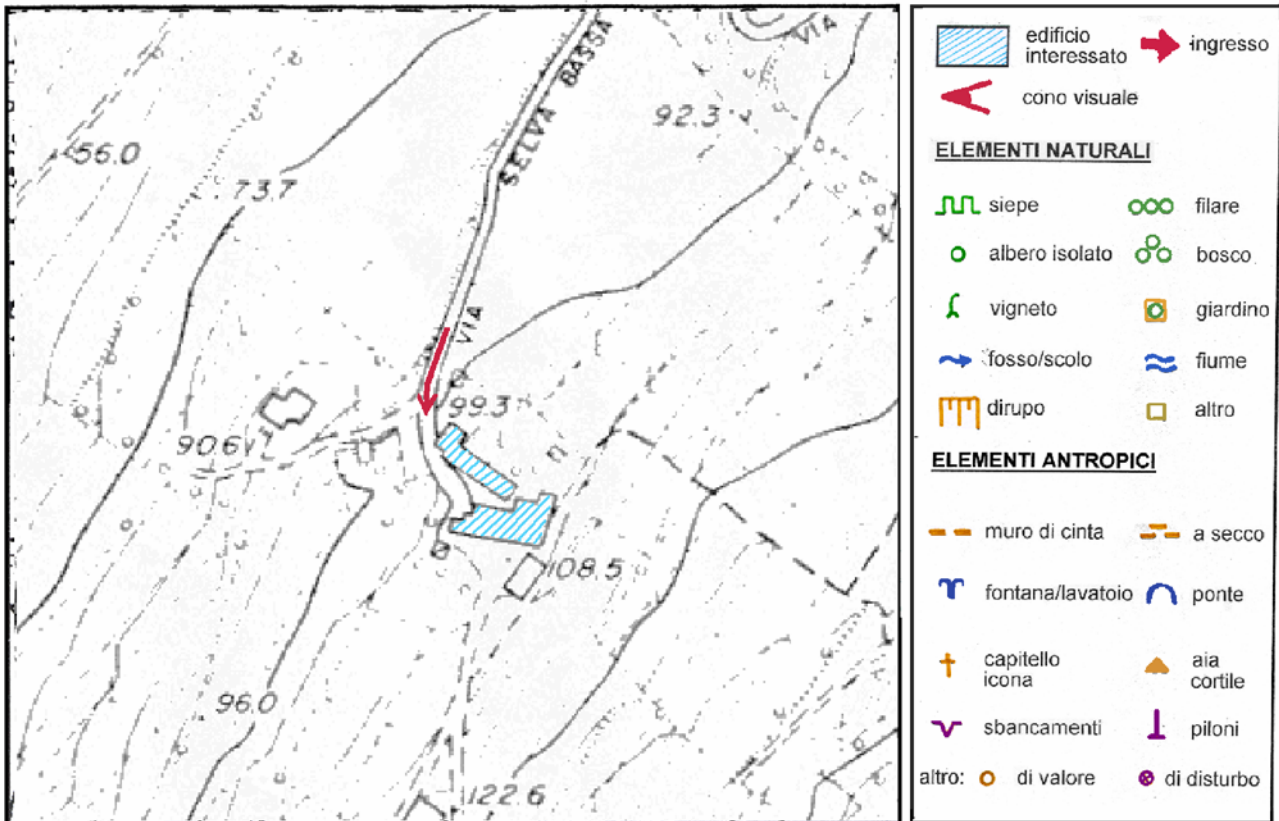 VIA
SELVA BASSA
VIA
92.3
56.0
73.7
99.3
90.6
108.5
96.0
122.6
edificio
interessato
ingresso
cono visuale
ELEMENTI NATURALI
siepe
filare
albero isolato
bosco
vigneto
giardino
fosso/scolo
fiume
dirupo
altro
ELEMENTI ANTROPICI
muro di cinta
a secco
fontana/lavatoio
ponte
capitello
icona
aia
cortile
sbancamenti
piloni
altro:
di valore
di disturbo